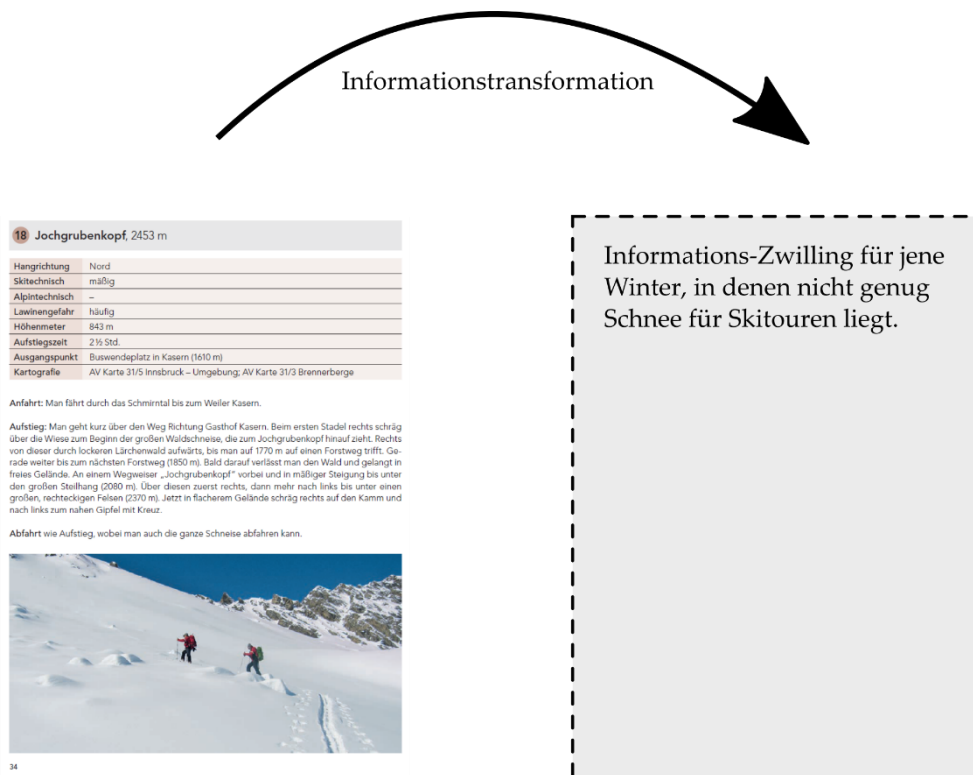 Informationstransformation
18 Jochgrubenkopf, 2453 m
Hangrichtung Nord
Skitechnisch mäßig
Alpintechnisch –
Lawinengefahr häufig
Höhenmeter 843 m
Aufstiegszeit 2½ Std.
Ausgangspunkt Buswendeplatz in Kasern (1610 m)
Kartografie AV Karte 31/5 Innsbruck – Umgebung; AV Karte 31/3 Brennerberge
Anfahrt: Man fährt durch das Schmirntal bis zum Weiler Kasern.
Aufstieg: Man geht kurz über den Weg Richtung Gasthof Kasern. Beim ersten Stadel rechts schräg
über die Wiese zum Beginn der großen Waldschneise, die zum Jochgrubenkopf hinauf zieht. Rechts
von dieser durch lockeren Lärchenwald aufwärts, bis man auf 1770 m auf einen Forstweg trifft. Ge-
rade weiter bis zum nächsten Forstweg (1850 m). Bald darauf verlässt man den Wald und gelangt in
freies Gelände. An einem Wegweiser „Jochgrubenkopf“ vorbei und in mäßiger Steigung bis unter
den großen Steilhang (2080 m). Über diesen zuerst rechts, dann mehr nach links bis unter einen
großen, rechteckigen Felsen (2370 m). Jetzt in flacherem Gelände schräg rechts auf den Kamm und
nach links zum nahen Gipfel mit Kreuz.
Abfahrt wie Aufstieg, wobei man auch die ganze Schneise abfahren kann.
34
Informations-Zwilling für jene
Winter, in denen nicht genug
Schnee für Skitouren liegt.